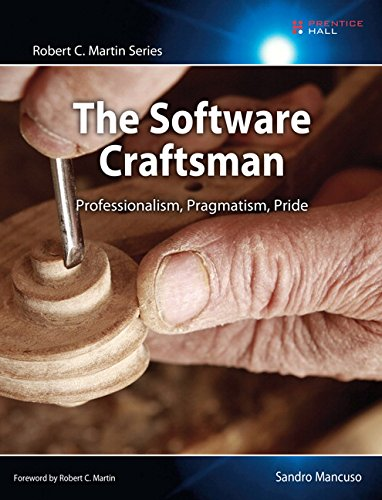 PRENTICE
HALL
Robert C. Martin Series
The Software
Craftsman
Professionalism, Pragmatism, Pride
Foreword by Robert C. Martin
Sandro Mancuso